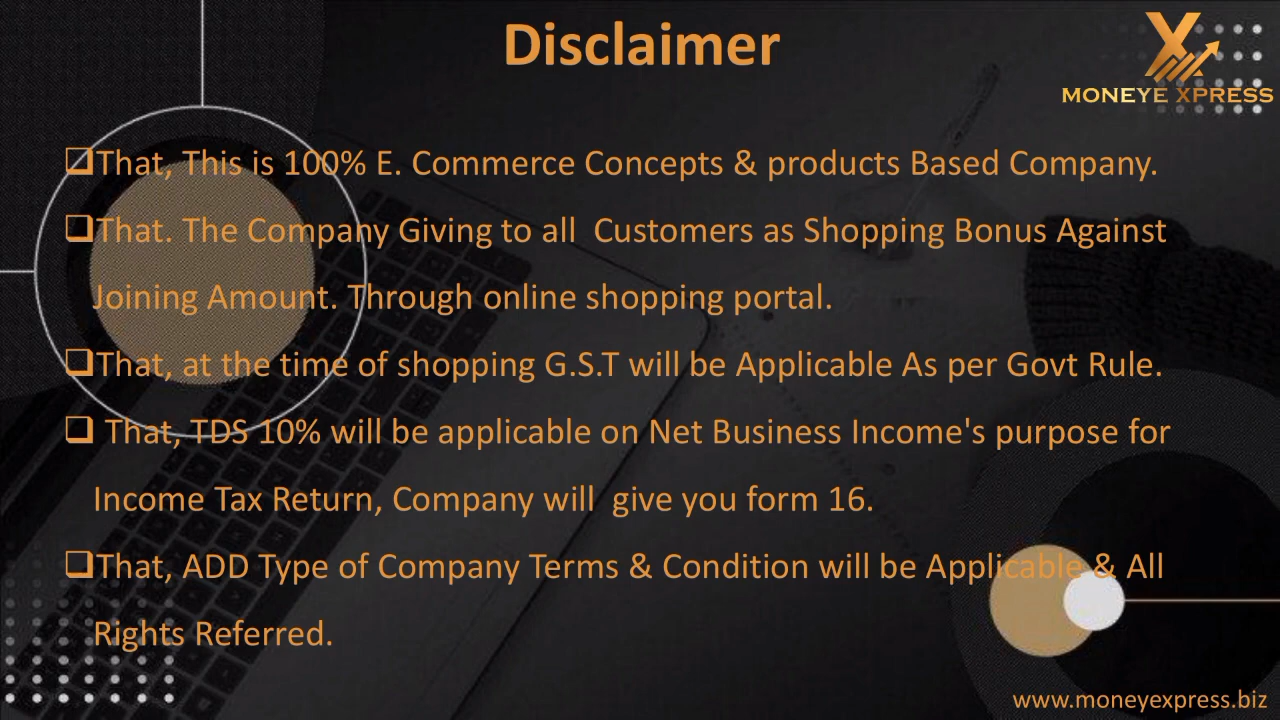 Disclaimer
MONEYE XPRESS
❑That, This is 100% E. Commerce Concepts & products Based Company.
❑That. The Company Giving to all  Customers as Shopping Bonus Against
Joining Amount. Through online shopping portal.
❑That, at the time of shopping G.S.T will be Applicable As per Govt Rule.
❑ That, TDS 10% will be applicable on Net Business Income's purpose for
Income Tax Return, Company will  give you form 16.
❑That, ADD Type of Company Terms & Condition will be Applicable & All
Rights Referred.
www.moneyexpress.biz